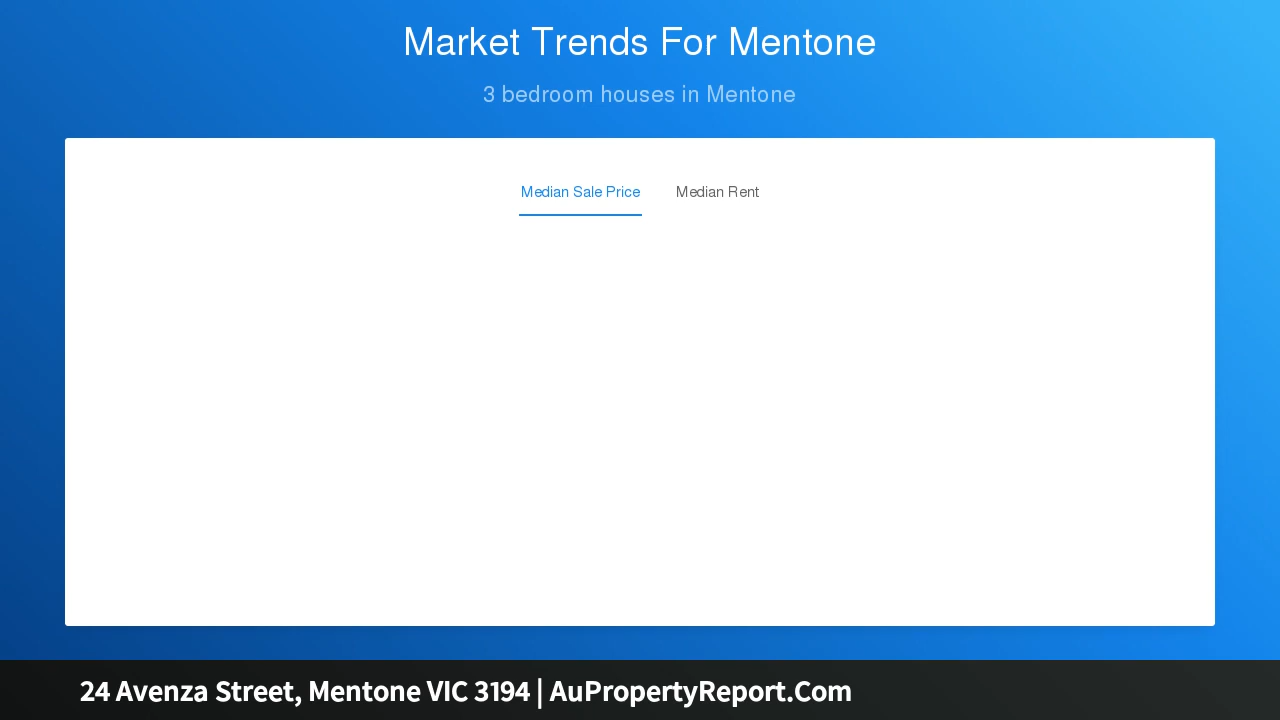 Market Trends For Mentone
3 bedroom houses in Mentone
Median Sale Price Median Rent
24 Avenza Street, Mentone VIC 3194 | AuPropertyReport.Com